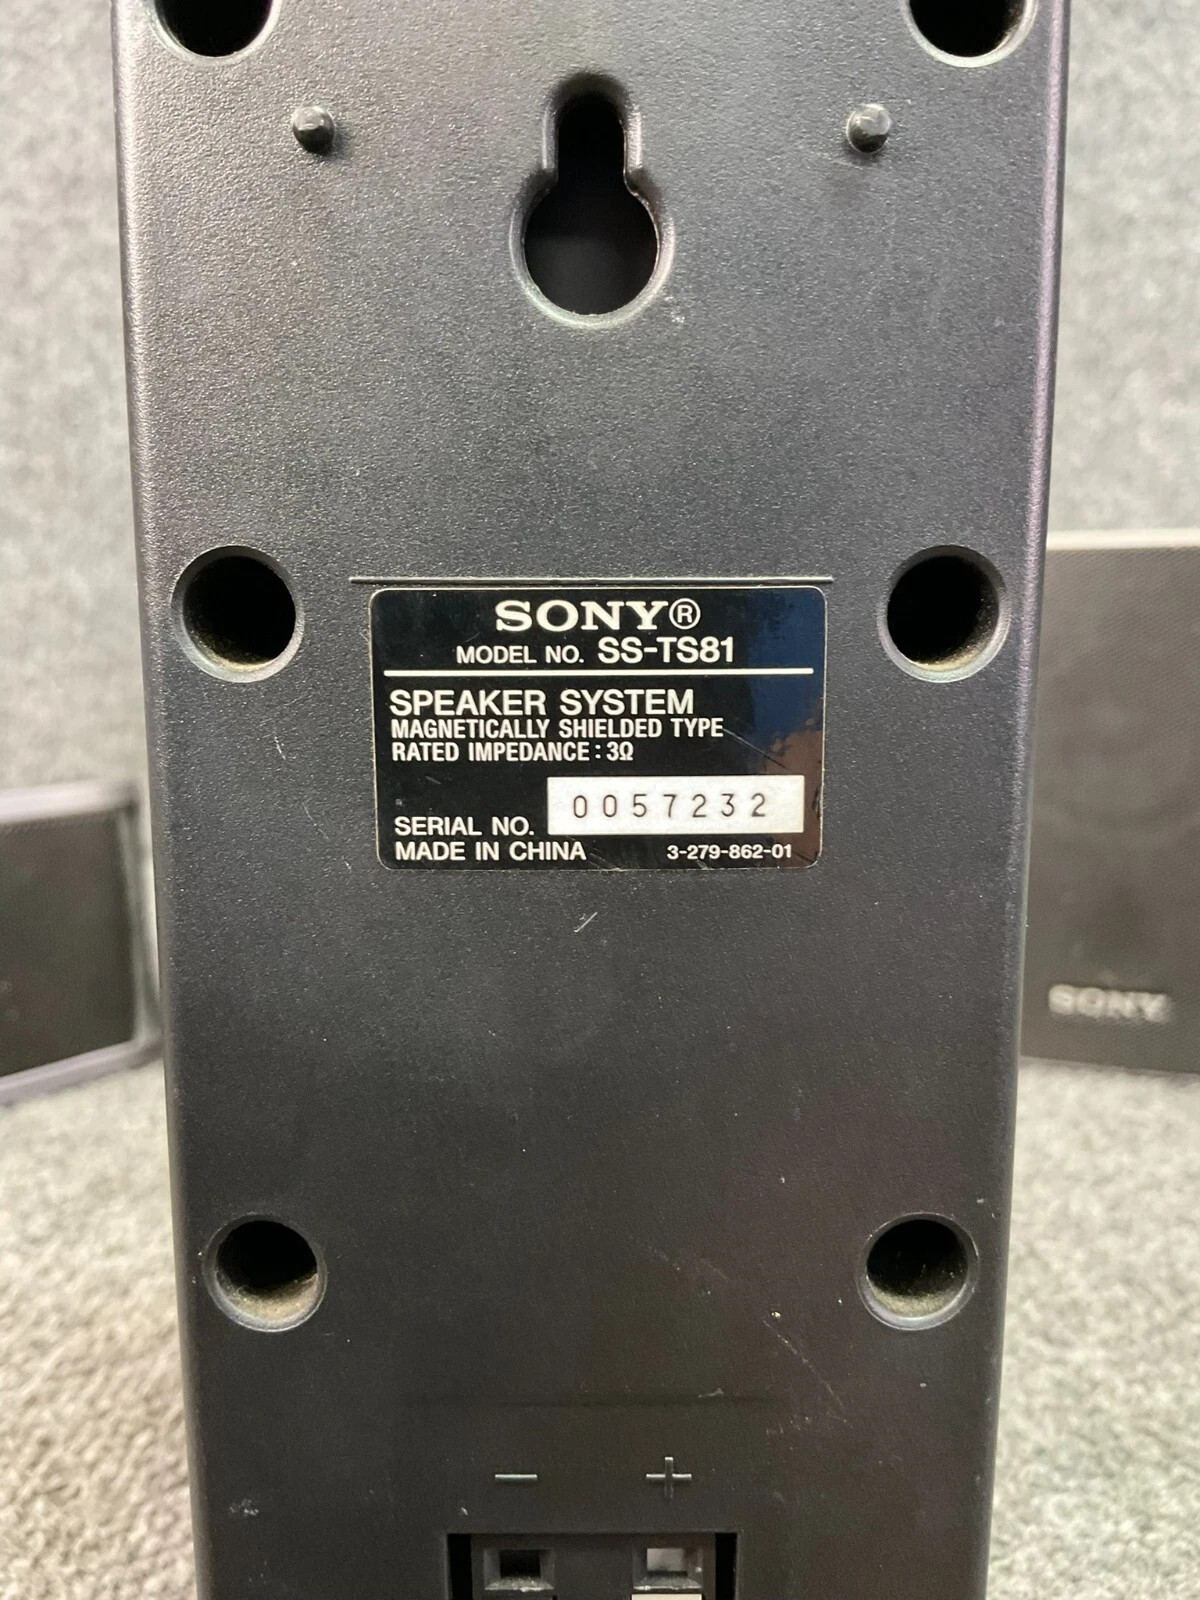 SONY®
MODEL NO. SS-TS81
SPEAKER SYSTEM
MAGNETICALLY SHIELDED TYPE
RATED IMPEDANCE : 3Ω
SERIAL NO. 0057232
MADE IN CHINA 3-279-862-01
SONY
− +